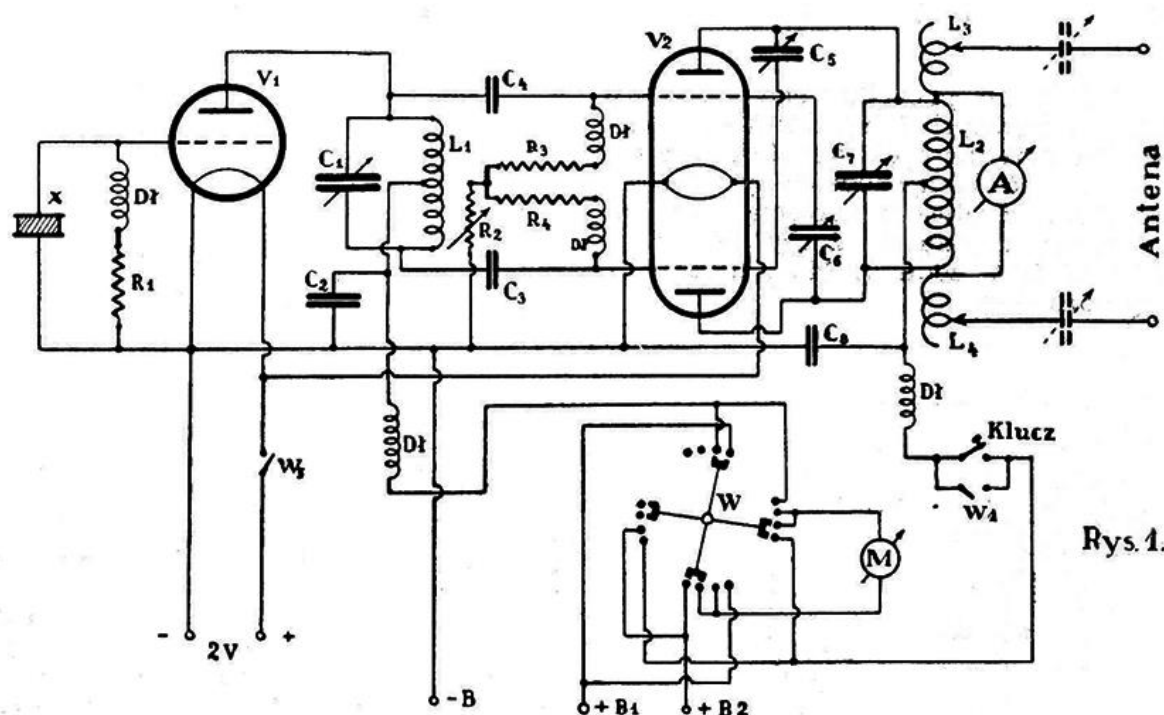 V1
V2
C5
L3
C4
Dł
L1
C1
R3
R4
R2
C7
L2
A
x
Dł
R1
Dł
C3
C6
C2
L4
C8
Antena
Dł
Dł
Klucz
W1
W3
W
M
Rys. 1.
- 2V +
-B
+B1
+B2